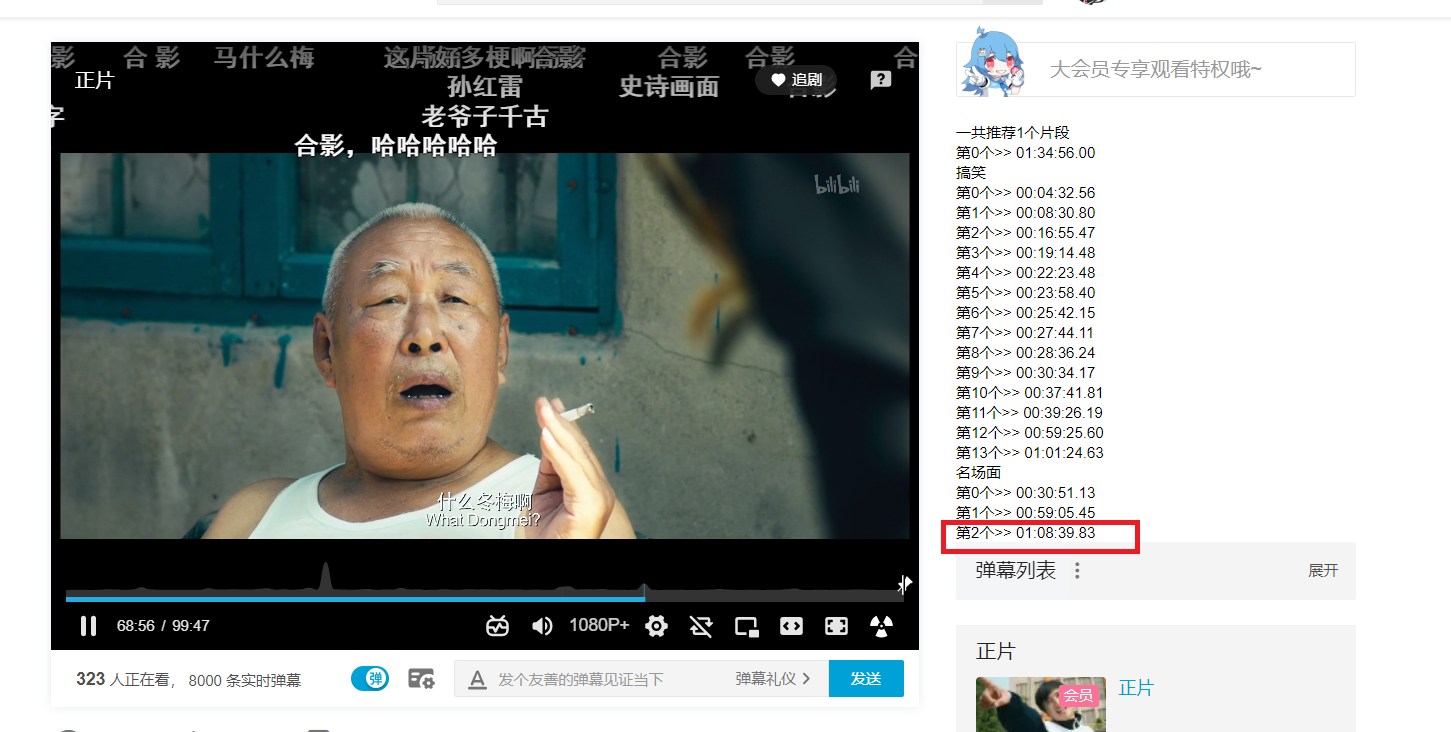 影
合 影
马什么梅
合影
合影
合
正片
孙红雷
史诗画面
追剧
字
老爷子千古
合影，哈哈哈哈哈
bilibili
什么冬梅啊
What Dongmei?
68:56 / 99:47
1080P+
323 人正在看， 8000 条实时弹幕
弹
发个友善的弹幕见证当下
弹幕礼仪 >
发送
大会员专享观看特权哦~
一共推荐1个片段
第0个>> 01:34:56.00
搞笑
第0个>> 00:04:32.56
第1个>> 00:08:30.80
第2个>> 00:16:55.47
第3个>> 00:19:14.48
第4个>> 00:22:23.48
第5个>> 00:23:58.40
第6个>> 00:25:42.15
第7个>> 00:27:44.11
第8个>> 00:28:36.24
第9个>> 00:30:34.17
第10个>> 00:37:41.81
第11个>> 00:39:26.19
第12个>> 00:59:25.60
第13个>> 01:01:24.63
名场面
第0个>> 00:30:51.13
第1个>> 00:59:05.45
第2个>> 01:08:39.83
弹幕列表
展开
正片
会员
正片